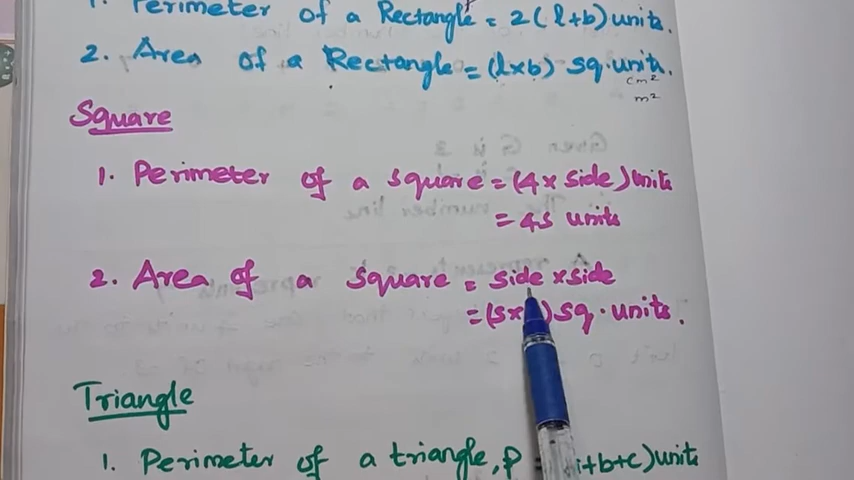 1. Perimeter of a Rectangle = 2(l+b) units.
2. Area of a Rectangle = (l×b) sq. units.
cm²
m²
Square
1. Perimeter of a square = (4 × side) units
= 4s units
2. Area of a square = side × side
= (s× ) sq. units.
Triangle
1. Perimeter of a triangle, P +b+c) units